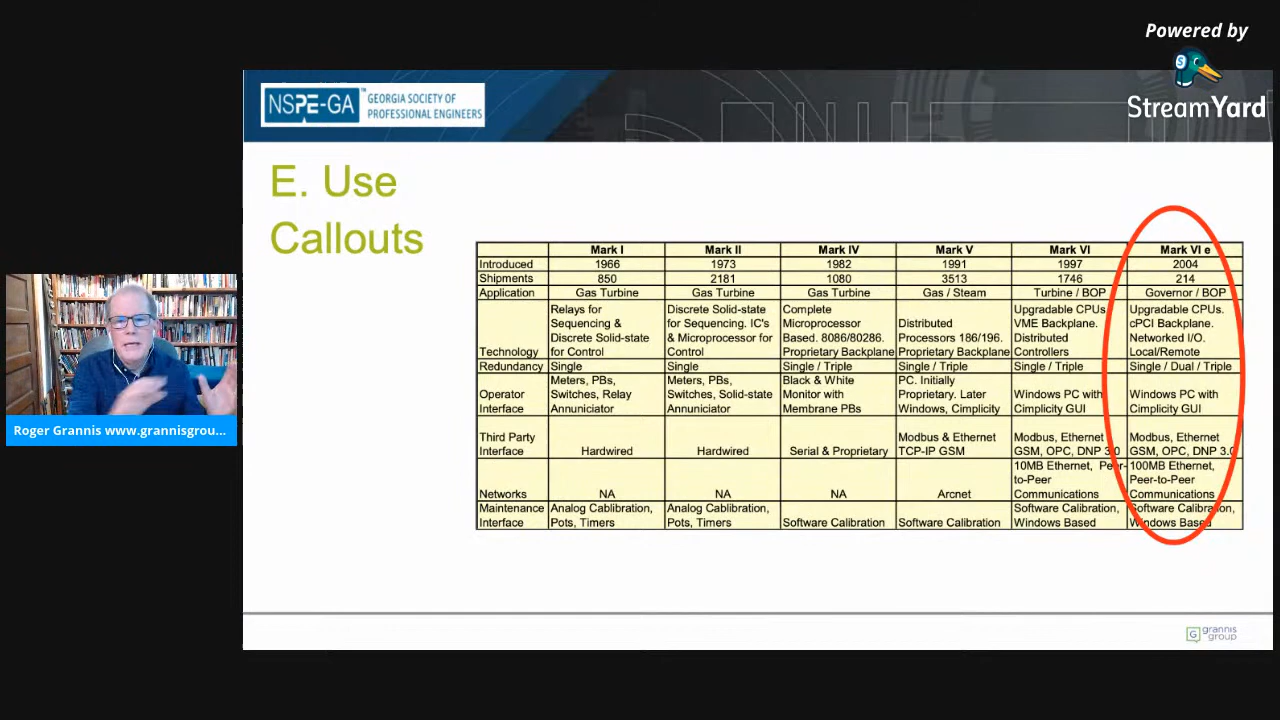 Powered by
StreamYard
NSPE-GA™
GEORGIA SOCIETY OF
PROFESSIONAL ENGINEERS
E. Use
Callouts
Mark I Mark II Mark IV Mark V Mark VI Mark VI e
Introduced 1966 1973 1982 1991 1997 2004
Shipments 850 2181 1080 3513 1746 214
Application Gas Turbine Gas Turbine Gas Turbine Gas / Steam Turbine / BOP Governor / BOP
Relays for Discrete Solid-state Complete Upgradable CPUs Upgradable CPUs.
Sequencing & for Sequencing. IC's Microprocessor Distributed VME Backplane. cPCI Backplane.
Discrete Solid-state & Microprocessor for Based. 8086/80286. Processors 186/196. Distributed Networked I/O.
Technology for Control Control Proprietary Backplane Proprietary Backplane Controllers Local/Remote
Redundancy Single Single Single / Triple Single / Triple Single / Triple Single / Dual / Triple
Meters, PBs, Meters, PBs, Black & White PC. Initially
Operator Switches, Relay Switches, Solid-state Monitor with Proprietary. Later Windows PC with Windows PC with
Interface Annuniciator Annuniciator Membrane PBs Windows, Cimplicity Cimplicity GUI Cimplicity GUI
Third Party Modbus & Ethernet Modbus, Ethernet Modbus, Ethernet
Interface Hardwired Hardwired Serial & Proprietary TCP-IP GSM GSM, OPC, DNP 3.0 GSM, OPC, DNP 3.0
10MB Ethernet, Peer- 100MB Ethernet,
to-Peer Peer-to-Peer
Networks NA NA NA Arcnet Communications Communications
Maintenance Analog Cablibration, Analog Cablibration, Software Calibration, Software Calibration,
Interface Pots, Timers Pots, Timers Software Calibration Software Calibration Windows Based Windows Based
Roger Grannis www.grannisgrou...
G grannis
group